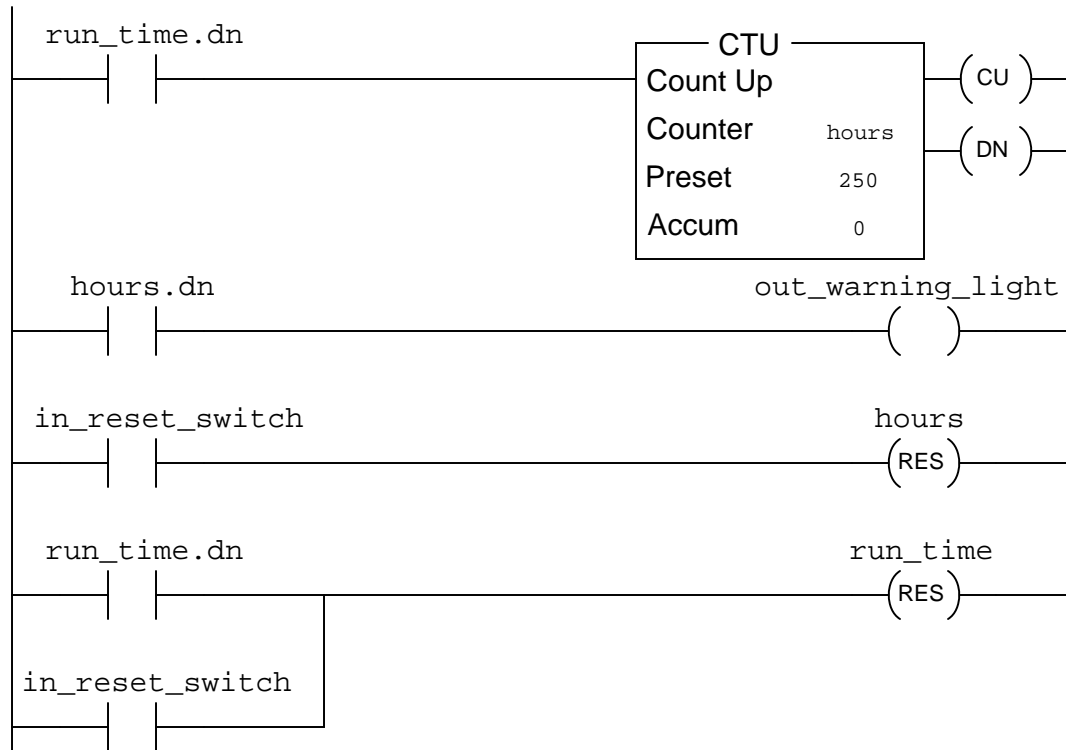 run_time.dn
CTU
Count Up
CU
Counter hours
DN
Preset 250
Accum 0
hours.dn
out_warning_light
in_reset_switch
hours
RES
run_time.dn
run_time
RES
in_reset_switch